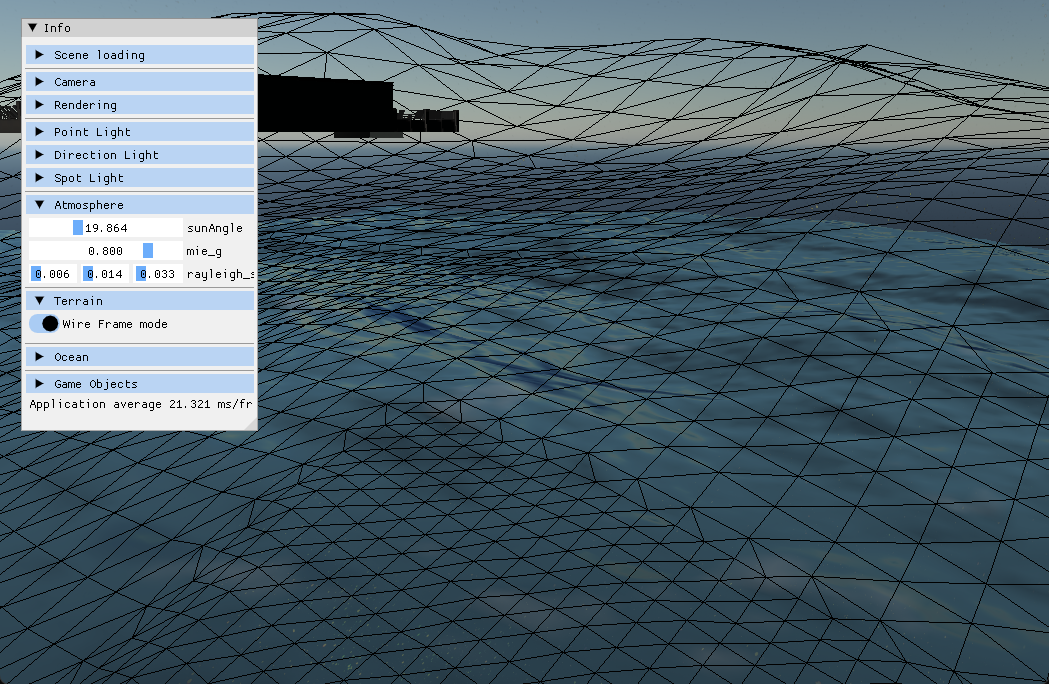 Info
Scene loading
Camera
Rendering
Point Light
Direction Light
Spot Light
Atmosphere
19.864 sunAngle
0.800 mie_g
0.006 0.014 0.033 rayleigh_s
Terrain
Wire Frame mode
Ocean
Game Objects
Application average 21.321 ms/fr